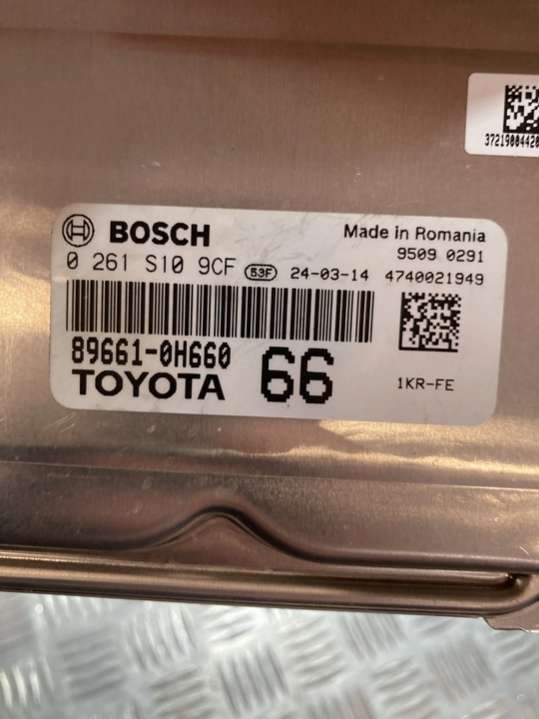 37219004420
BOSCH
Made in Romania
9509 0291
0 261 S10 9CF 53F 24-03-14 4740021949
89661-0H660
TOYOTA
66
1KR-FE